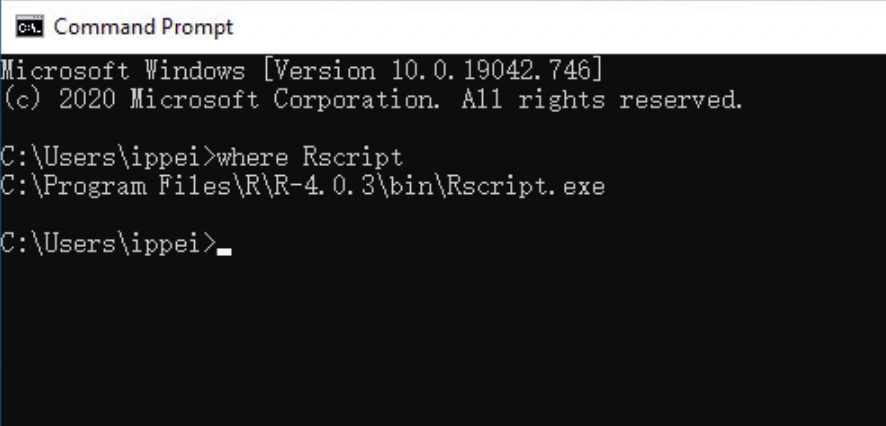 Command Prompt
Microsoft Windows [Version 10.0.19042.746]
(c) 2020 Microsoft Corporation. All rights reserved.
C:\Users\ippei>where Rscript
C:\Program Files\R\R-4.0.3\bin\Rscript.exe
C:\Users\ippei>